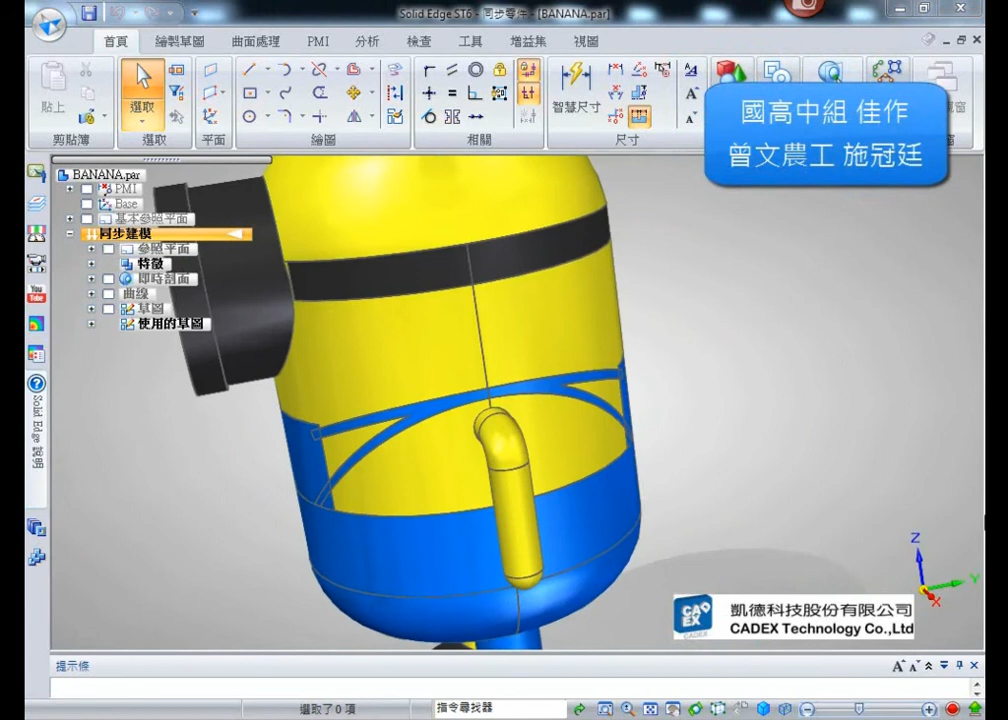 Solid Edge ST6 - 同步零件 - [BANANA.par]
首頁
繪製草圖
曲面處理
PMI
分析
檢查
工具
增益集
視圖
貼上
選取
智慧尺寸
剪貼簿
選取
平面
繪圖
相關
尺寸
國高中組 佳作
曾文農工 施冠廷
BANANA.par
PMI
Base
基本參照平面
同步建模
參照平面
特徵
即時剖面
曲線
草圖
使用的草圖
You
Tube
Solid Edge 說明
Z
Y
X
CADEX
凱德科技股份有限公司
CADEX Technology Co.,Ltd
提示條
選取了 0 項
指令尋找器